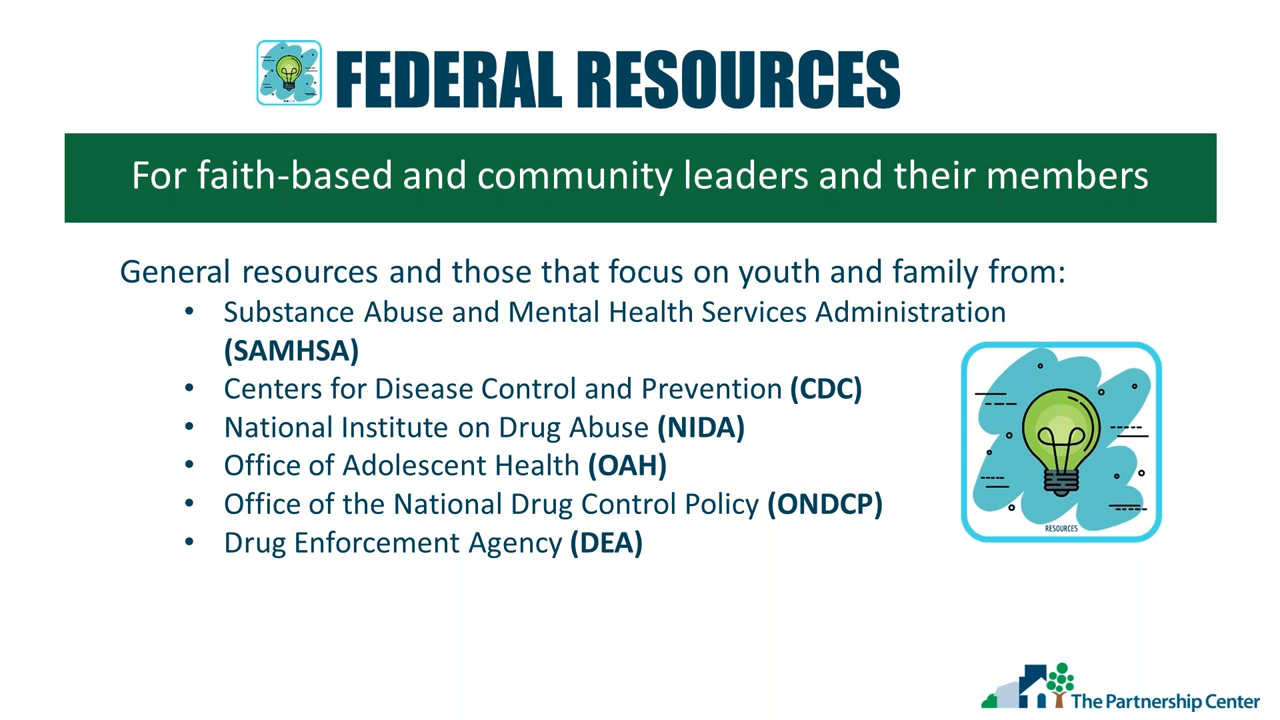 FEDERAL RESOURCES
For faith-based and community leaders and their members
General resources and those that focus on youth and family from:
• Substance Abuse and Mental Health Services Administration
(SAMHSA)
• Centers for Disease Control and Prevention (CDC)
• National Institute on Drug Abuse (NIDA)
• Office of Adolescent Health (OAH)
• Office of the National Drug Control Policy (ONDCP)
• Drug Enforcement Agency (DEA)
RESOURCES
The Partnership Center